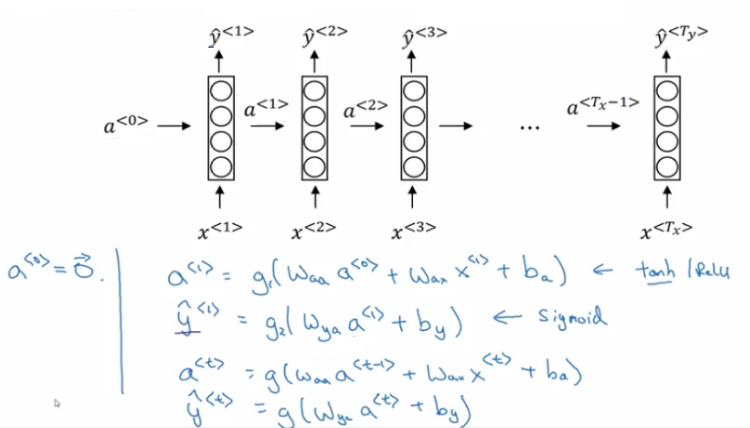 ŷ<1> ŷ<2> ŷ<3> ŷ<Ty>
a<0> a<1> a<2> ... a<Tx−1>
x<1> x<2> x<3> x<Tx>
a<0> = 0⃗.
a<1> = g₁(Waa a<0> + Wax x<1> + ba) ← tanh / Relu
ŷ<1> = g₂(Wya a<1> + by) ← sigmoid
a<t> = g(Waa a<t-1> + Wax x<t> + ba)
ŷ<t> = g(Wya a<t> + by)